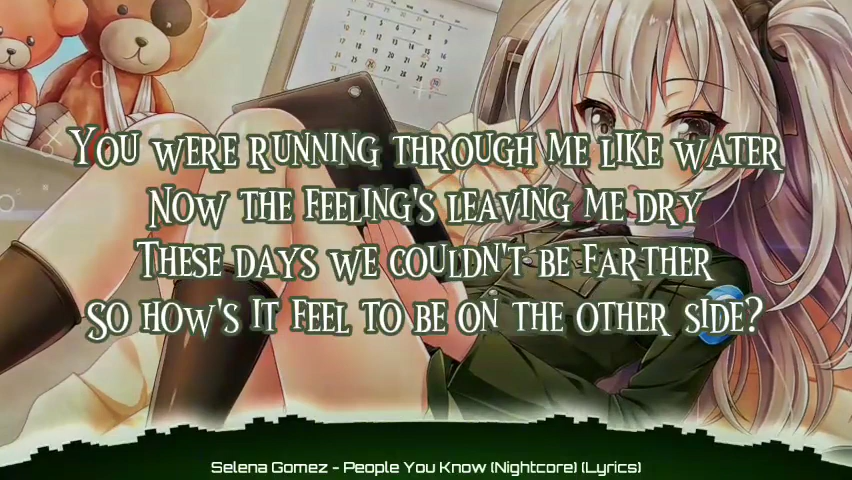 You were running through me like water
Now the feeling's leaving me dry
These days we couldn't be farther
So how's it feel to be on the other side?
Selena Gomez - People You Know (Nightcore) (Lyrics)